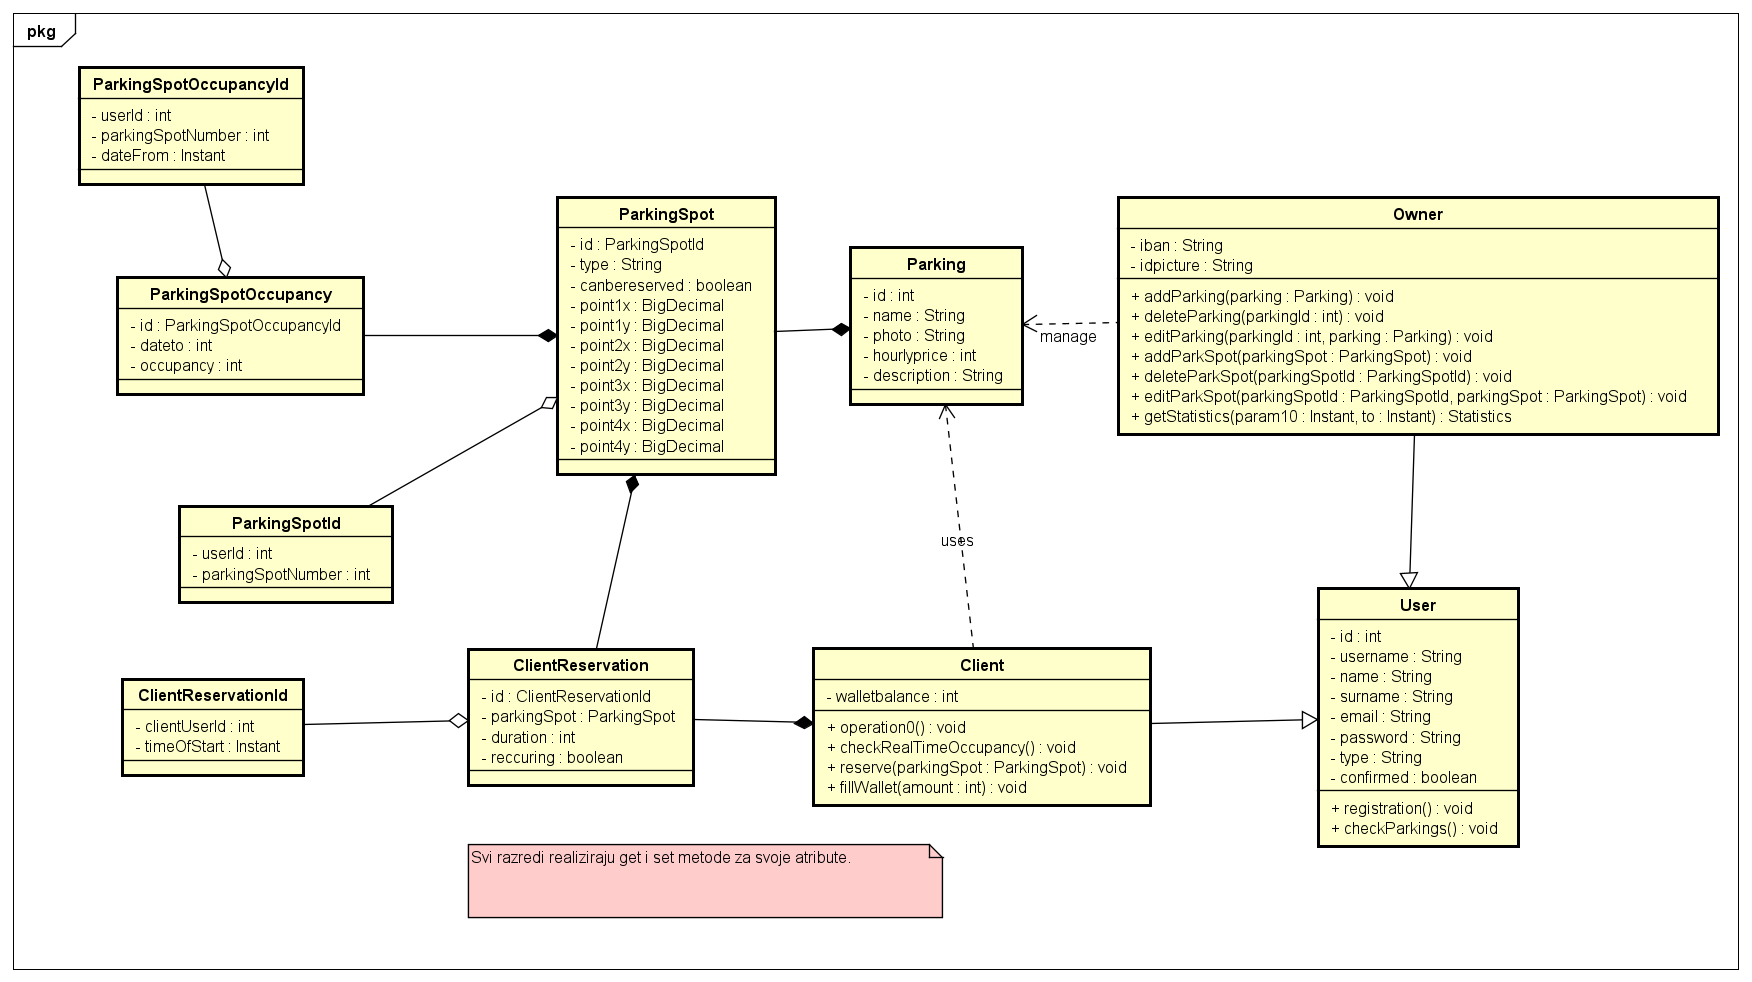 pkg
ParkingSpotOccupancyId
- userId : int
- parkingSpotNumber : int
- dateFrom : Instant
ParkingSpotOccupancy
- id : ParkingSpotOccupancyId
- dateto : int
- occupancy : int
ParkingSpotId
- userId : int
- parkingSpotNumber : int
ParkingSpot
- id : ParkingSpotId
- type : String
- canbereserved : boolean
- point1x : BigDecimal
- point1y : BigDecimal
- point2x : BigDecimal
- point2y : BigDecimal
- point3x : BigDecimal
- point3y : BigDecimal
- point4x : BigDecimal
- point4y : BigDecimal
Parking
- id : int
- name : String
- photo : String
- hourlyprice : int
- description : String
manage
Owner
- iban : String
- idpicture : String
+ addParking(parking : Parking) : void
+ deleteParking(parkingId : int) : void
+ editParking(parkingId : int, parking : Parking) : void
+ addParkSpot(parkingSpot : ParkingSpot) : void
+ deleteParkSpot(parkingSpotId : ParkingSpotId) : void
+ editParkSpot(parkingSpotId : ParkingSpotId, parkingSpot : ParkingSpot) : void
+ getStatistics(param10 : Instant, to : Instant) : Statistics
uses
ClientReservationId
- clientUserId : int
- timeOfStart : Instant
ClientReservation
- id : ClientReservationId
- parkingSpot : ParkingSpot
- duration : int
- reccuring : boolean
Client
- walletbalance : int
+ operation0() : void
+ checkRealTimeOccupancy() : void
+ reserve(parkingSpot : ParkingSpot) : void
+ fillWallet(amount : int) : void
User
- id : int
- username : String
- name : String
- surname : String
- email : String
- password : String
- type : String
- confirmed : boolean
+ registration() : void
+ checkParkings() : void
Svi razredi realiziraju get i set metode za svoje atribute.